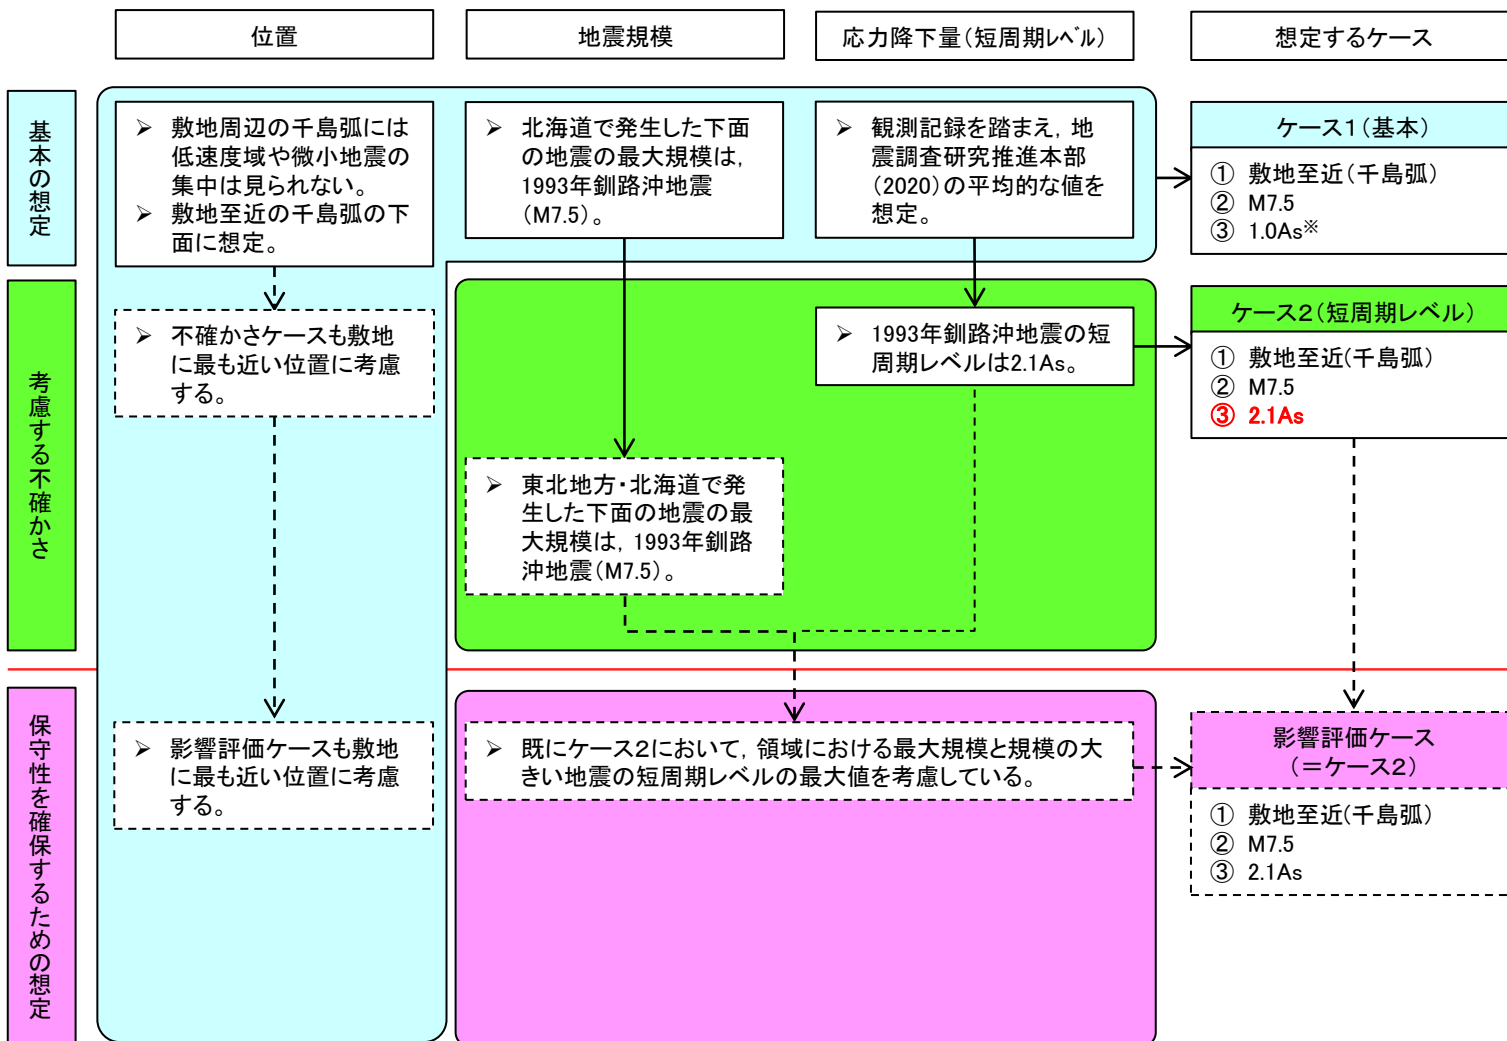 位置
地震規模
応力降下量(短周期レベル)
想定するケース
基本の想定
➢ 敷地周辺の千島弧には
低速度域や微小地震の
集中は見られない。
➢ 敷地至近の千島弧の下
面に想定。
➢ 北海道で発生した下面
の地震の最大規模は，
1993年釧路沖地震
(M7.5)。
➢ 観測記録を踏まえ，地
震調査研究推進本部
(2020)の平均的な値を
想定。
ケース1(基本)
① 敷地至近(千島弧)
② M7.5
③ 1.0As※
考慮する不確かさ
➢ 不確かさケースも敷地
に最も近い位置に考慮
する。
➢ 1993年釧路沖地震の短
周期レベルは2.1As。
ケース2(短周期レベル)
① 敷地至近(千島弧)
② M7.5
③ 2.1As
➢ 東北地方・北海道で発
生した下面の地震の最
大規模は，1993年釧路
沖地震(M7.5)。
保守性を確保するための想定
➢ 影響評価ケースも敷地
に最も近い位置に考慮
する。
➢ 既にケース2において，領域における最大規模と規模の大
きい地震の短周期レベルの最大値を考慮している。
影響評価ケース
(＝ケース2)
① 敷地至近(千島弧)
② M7.5
③ 2.1As